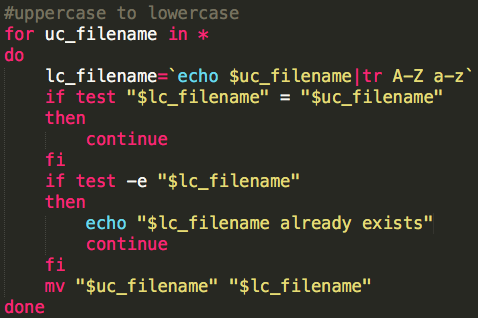 #uppercase to lowercase
for uc_filename in *
do
    lc_filename=`echo $uc_filename|tr A-Z a-z`
    if test "$lc_filename" = "$uc_filename"
    then
        continue
    fi
    if test -e "$lc_filename"
    then
        echo "$lc_filename already exists"
        continue
    fi
    mv "$uc_filename" "$lc_filename"
done